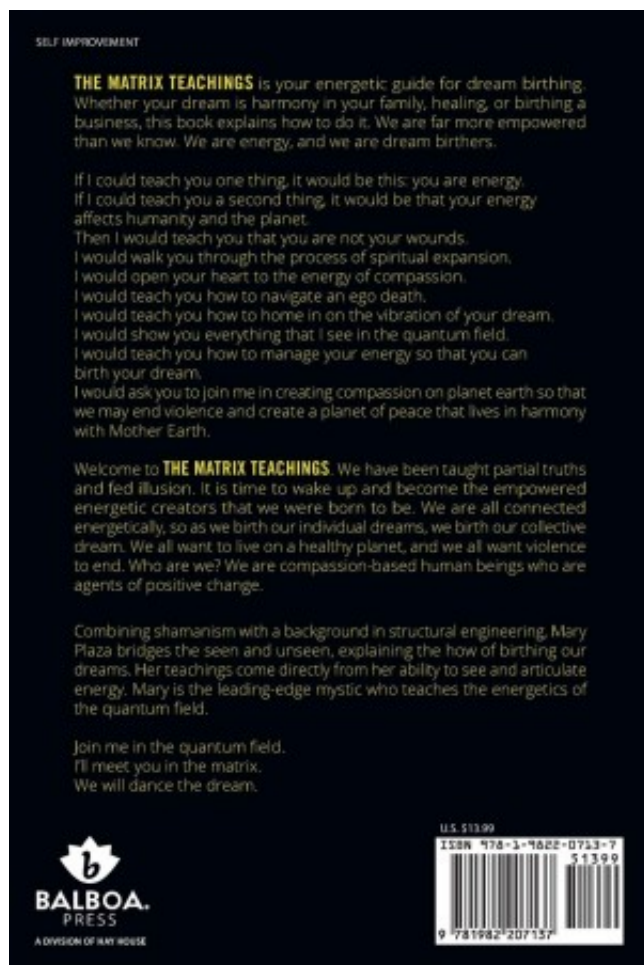 SELF IMPROVEMENT
THE MATRIX TEACHINGS is your energetic guide for dream birthing.
Whether your dream is harmony in your family, healing, or birthing a
business, this book explains how to do it. We are far more empowered
than we know. We are energy, and we are dream birthers.
If I could teach you one thing, it would be this: you are energy.
If I could teach you a second thing, it would be that your energy
affects humanity and the planet.
Then I would teach you that you are not your wounds.
I would walk you through the process of spiritual expansion.
I would open your heart to the energy of compassion.
I would teach you how to navigate an ego death.
I would teach you how to home in on the vibration of your dream.
I would show you everything that I see in the quantum field.
I would teach you how to manage your energy so that you can
birth your dream.
I would ask you to join me in creating compassion on planet earth so that
we may end violence and create a planet of peace that lives in harmony
with Mother Earth.
Welcome to THE MATRIX TEACHINGS. We have been taught partial truths
and fed illusion. It is time to wake up and become the empowered
energetic creators that we were born to be. We are all connected
energetically, so as we birth our individual dreams, we birth our collective
dream. We all want to live on a healthy planet, and we all want violence
to end. Who are we? We are compassion-based human beings who are
agents of positive change.
Combining shamanism with a background in structural engineering, Mary
Plaza bridges the seen and unseen, explaining the how of birthing our
dreams. Her teachings come directly from her ability to see and articulate
energy. Mary is the leading-edge mystic who teaches the energetics of
the quantum field.
Join me in the quantum field.
I'll meet you in the matrix.
We will dance the dream.
U.S. $13.99
ISBN 978-1-9822-0713-7
51399
9 781982 207137
b
BALBOA.
PRESS
A DIVISION OF HAY HOUSE